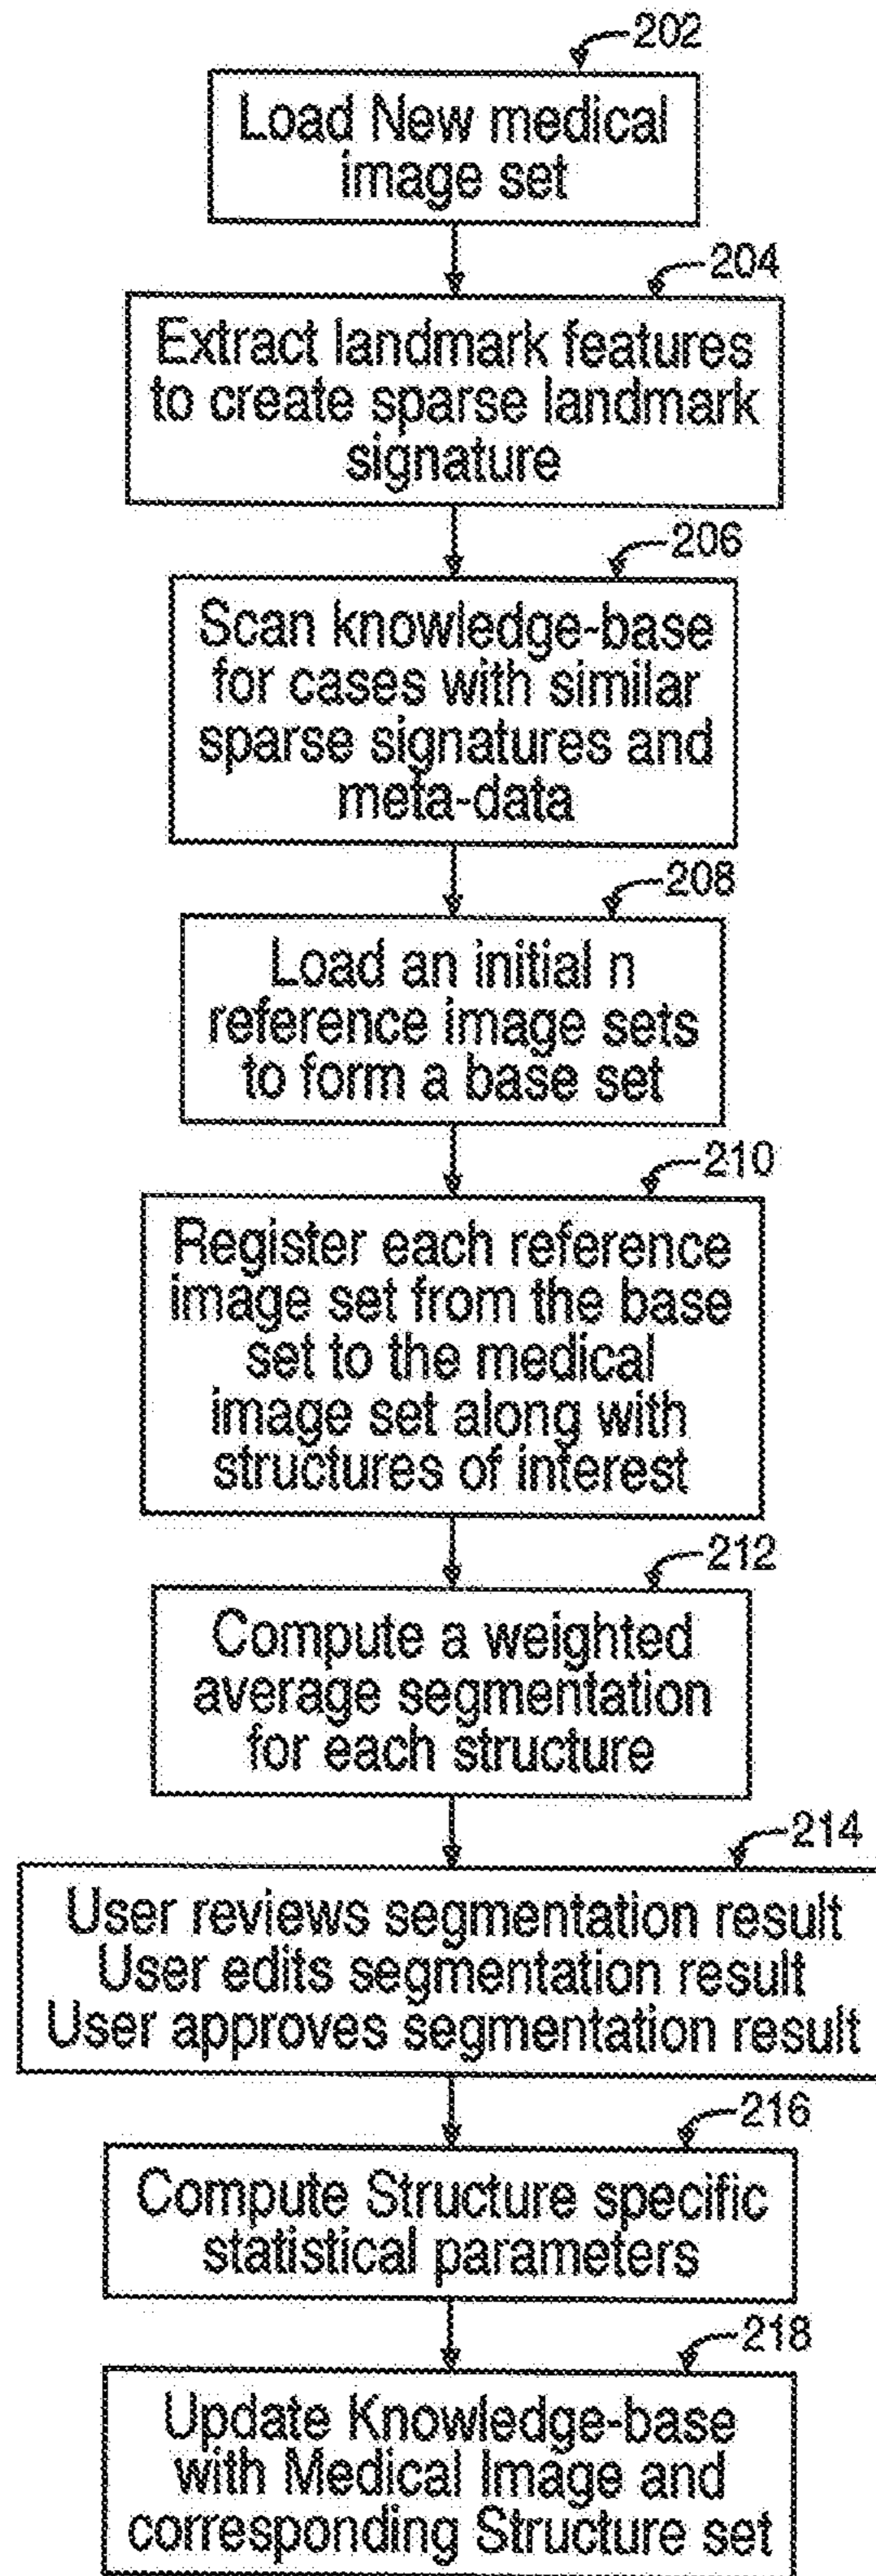 202
Load New medical
image set
204
Extract landmark features
to create sparse landmark
signature
206
Scan knowledge-base
for cases with similar
sparse signatures and
meta-data
208
Load an initial n
reference image sets
to form a base set
210
Register each reference
image set from the base
set to the medical
image set along with
structures of interest
212
Compute a weighted
average segmentation
for each structure
214
User reviews segmentation result
User edits segmentation result
User approves segmentation result
216
Compute Structure specific
statistical parameters
218
Update Knowledge-base
with Medical Image and
corresponding Structure set